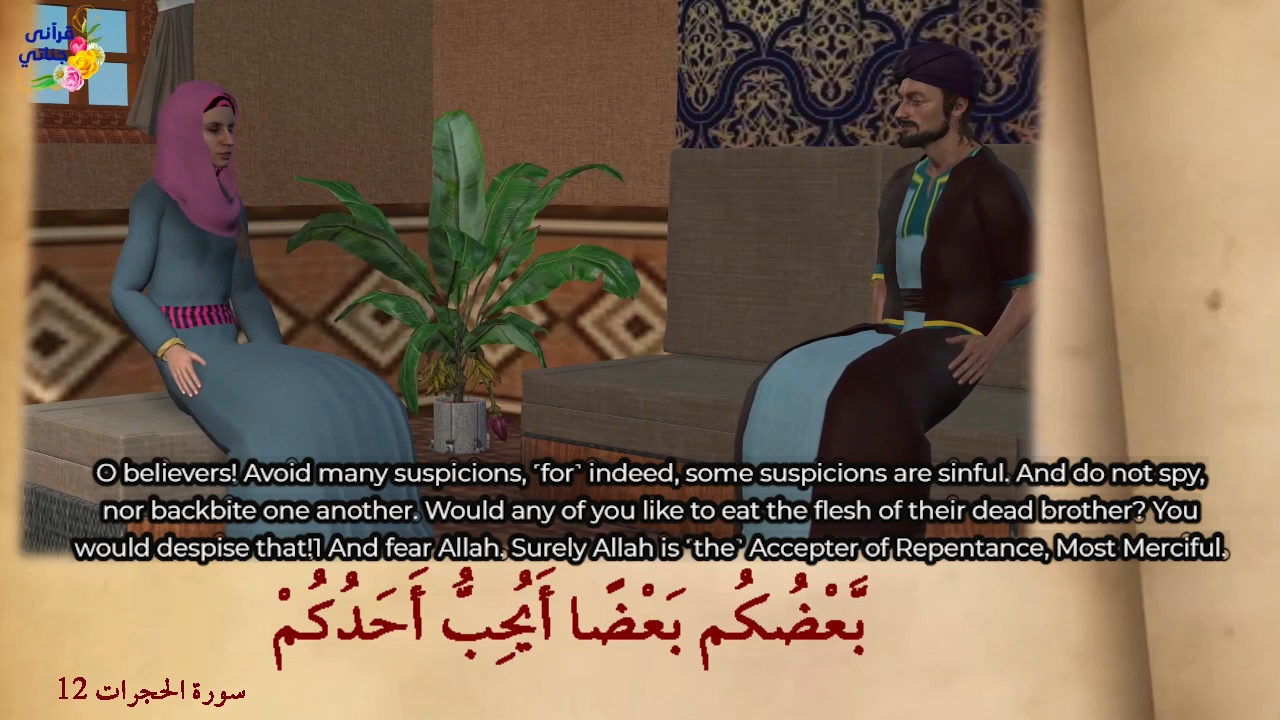 قرآنى
جناتي
O believers! Avoid many suspicions, ˹for˺ indeed, some suspicions are sinful. And do not spy,
nor backbite one another. Would any of you like to eat the flesh of their dead brother? You
would despise that!1 And fear Allah. Surely Allah is ˹the˺ Accepter of Repentance, Most Merciful.
بَّعْضُكُم بَعْضًا أَيُحِبُّ أَحَدُكُمْ
سورة الحجرات 12